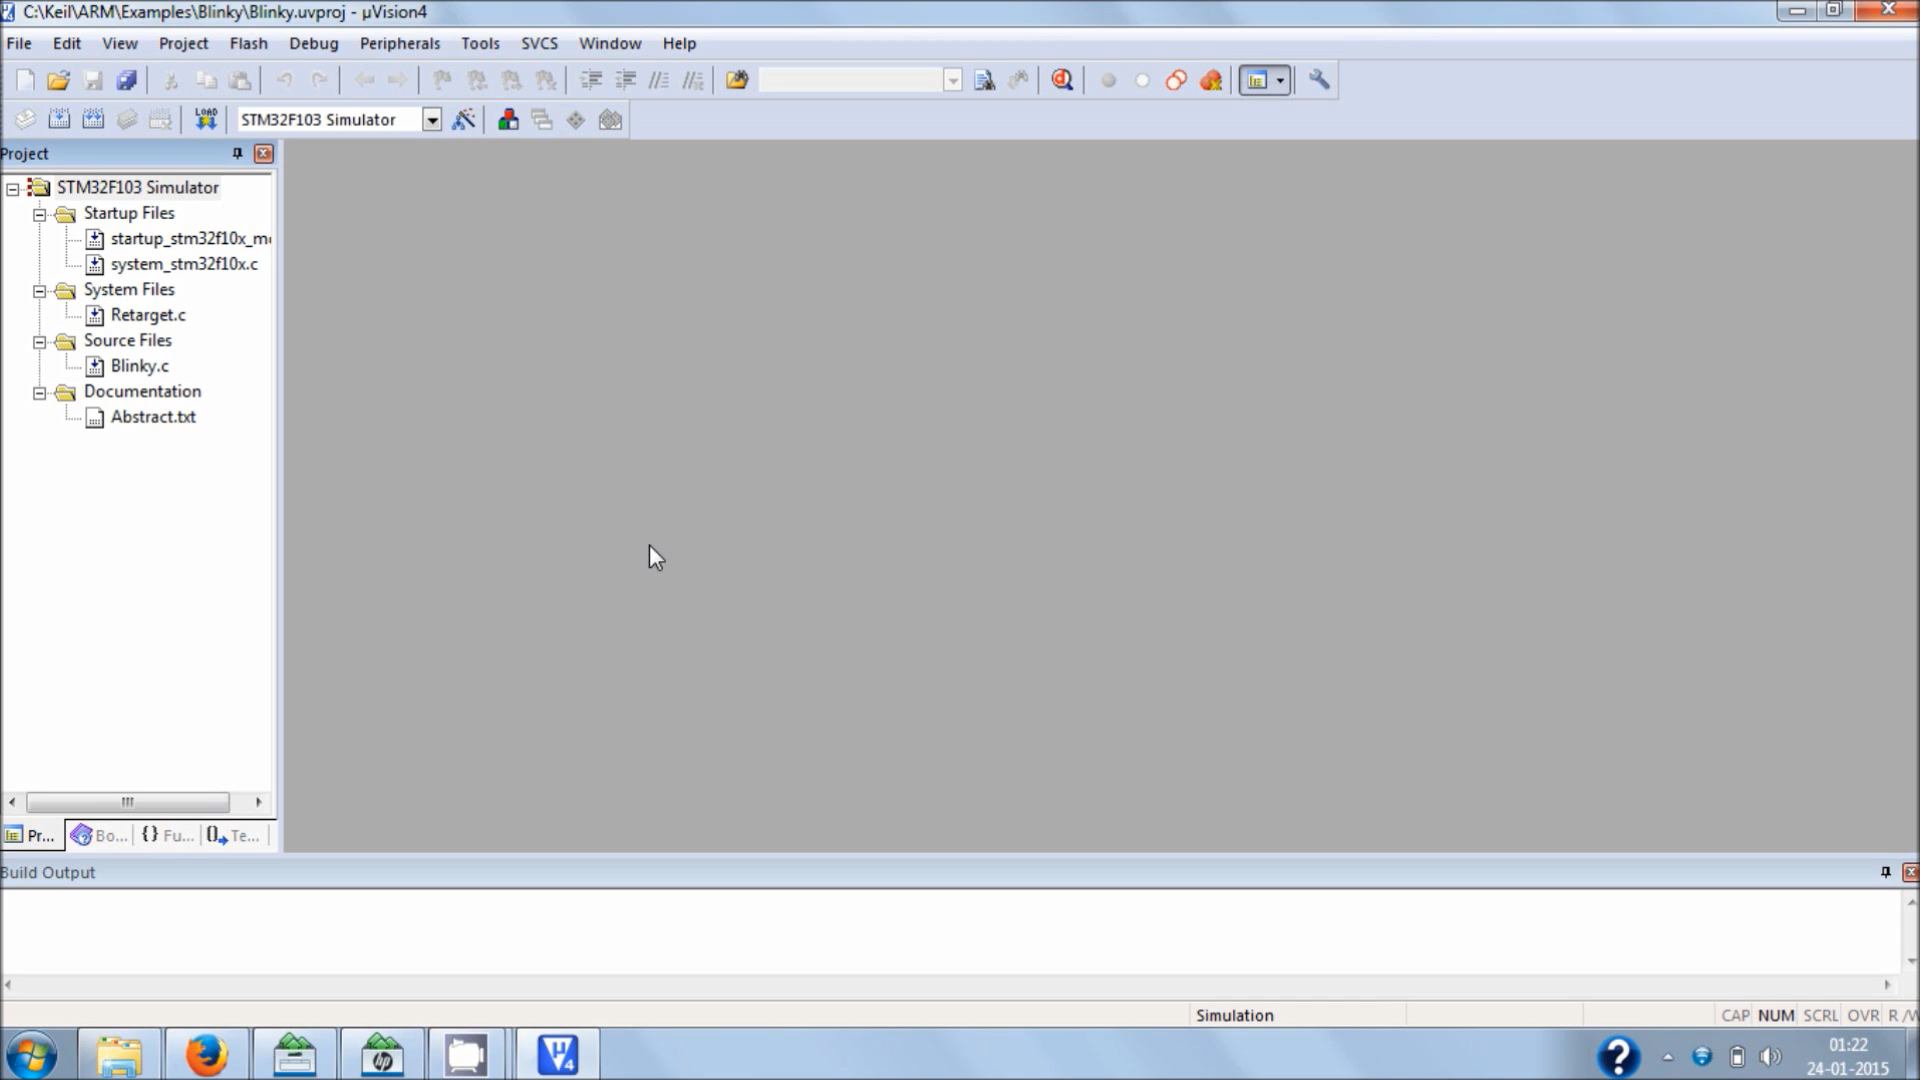 C:\Keil\ARM\Examples\Blinky\Blinky.uvproj - µVision4
File Edit View Project Flash Debug Peripherals Tools SVCS Window Help
LOAD STM32F103 Simulator
Project
STM32F103 Simulator
Startup Files
startup_stm32f10x_m
system_stm32f10x.c
System Files
Retarget.c
Source Files
Blinky.c
Documentation
Abstract.txt
Pr... Bo... {} Fu... Te...
Build Output
Simulation CAP NUM SCRL OVR R/W
01:22
24-01-2015